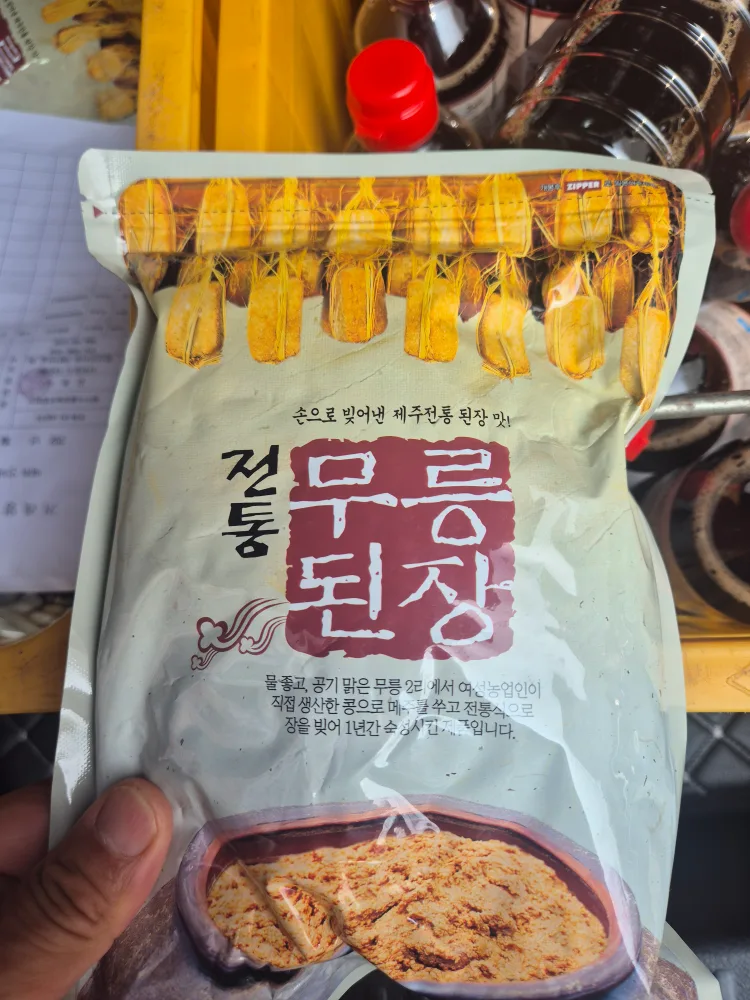 ZIPPER
손으로 빚어낸 제주전통 된장 맛!
전통
무릉
된장
물 좋고, 공기 맑은 무릉 2리에서 여성농업인이
직접 생산한 콩으로 메주를 쑤고 전통식으로
장을 빚어 1년간 숙성시킨 제품입니다.